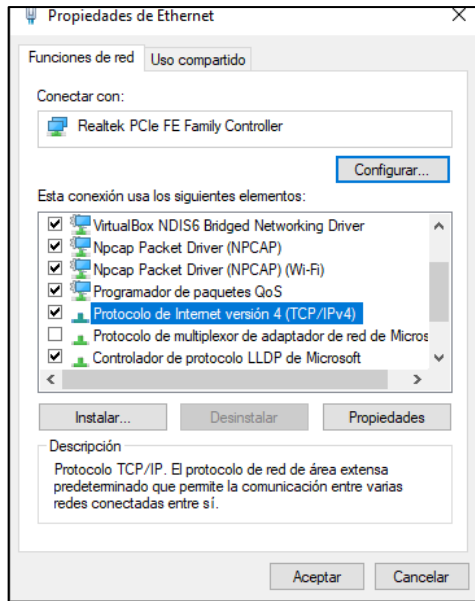 Propiedades de Ethernet
Funciones de red
Uso compartido
Conectar con:
Realtek PCIe FE Family Controller
Configurar...
Esta conexión usa los siguientes elementos:
VirtualBox NDIS6 Bridged Networking Driver
Npcap Packet Driver (NPCAP)
Npcap Packet Driver (NPCAP) (Wi-Fi)
Programador de paquetes QoS
Protocolo de Internet versión 4 (TCP/IPv4)
Protocolo de multiplexor de adaptador de red de Micros
Controlador de protocolo LLDP de Microsoft
Instalar...
Desinstalar
Propiedades
Descripción
Protocolo TCP/IP. El protocolo de red de área extensa
predeterminado que permite la comunicación entre varias
redes conectadas entre sí.
Aceptar
Cancelar